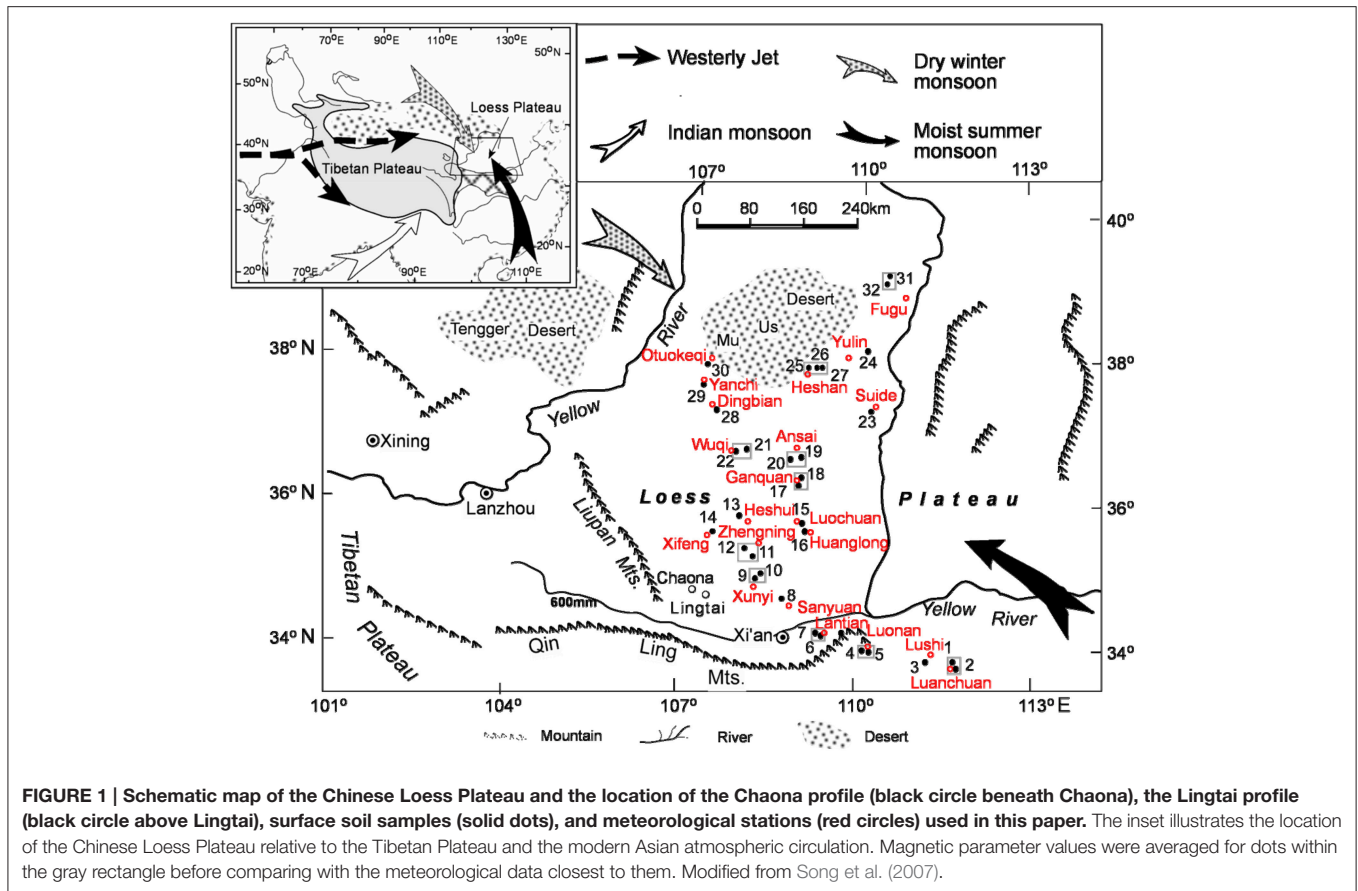 70°E 90°E 110°E 130°E
50°N
50°N
Loess Plateau
40°N
40°N
Tibetan Plateau
30°N
30°N
20°N
20°N
70°E 90°E 110°E
Westerly Jet
Dry winter monsoon
Indian monsoon
Moist summer monsoon
107° 110° 113°
0 80 160 240km
40°
31
32
Fugu
Desert
Us
Mu
Tengger Desert
River
38° N
38°
Otuokeqi
30
Yulin
24
26
25
27
Heshan
29
Yanchi
Dingbian
28
Suide
23
Yellow
Xining
Wuqi
21
22
Ansai
19
20
18
Ganquang
17
36° N
36°
Lanzhou
Loess Plateau
Liupan Mts.
13
Heshui
15
Luochuan
14
Zhengning
16
Huanglong
Xifeng
12
11
10
9
Chaona
Lingtai
Xunyi
8
Sanyuan
600mm
Tibetan Plateau
Yellow River
34° N
34°
Xi'an
7
Lantian
6
Luonan
4
5
Lushi
1
3
2
Luanchuan
Qin Ling Mts.
101° 104° 107° 110° 113° E
Mountain River Desert
FIGURE 1 | Schematic map of the Chinese Loess Plateau and the location of the Chaona profile (black circle beneath Chaona), the Lingtai profile
(black circle above Lingtai), surface soil samples (solid dots), and meteorological stations (red circles) used in this paper. The inset illustrates the location
of the Chinese Loess Plateau relative to the Tibetan Plateau and the modern Asian atmospheric circulation. Magnetic parameter values were averaged for dots within
the gray rectangle before comparing with the meteorological data closest to them. Modified from Song et al. (2007).